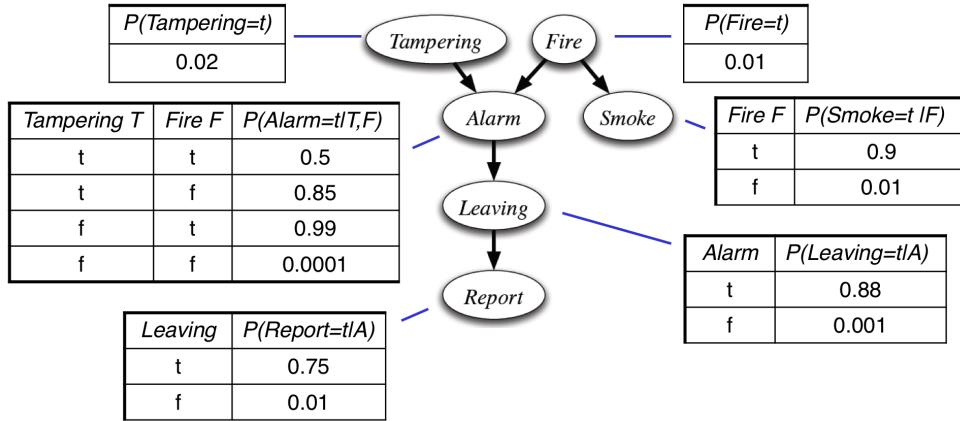 P(Tampering=t)
0.02
Tampering
Fire
P(Fire=t)
0.01
Tampering T Fire F P(Alarm=t|T,F)
t t 0.5
t f 0.85
f t 0.99
f f 0.0001
Alarm
Smoke
Fire F P(Smoke=t |F)
t 0.9
f 0.01
Leaving
Alarm P(Leaving=t|A)
t 0.88
f 0.001
Report
Leaving P(Report=t|A)
t 0.75
f 0.01